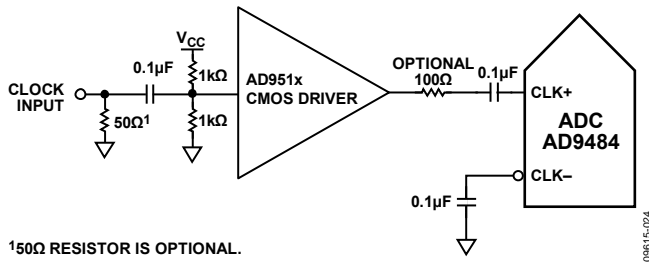 CLOCK
INPUT
50Ω¹
0.1µF
VCC
1kΩ
1kΩ
AD951x
CMOS DRIVER
OPTIONAL
100Ω
0.1µF
CLK+
ADC
AD9484
CLK–
0.1µF
¹50Ω RESISTOR IS OPTIONAL.
09615-024